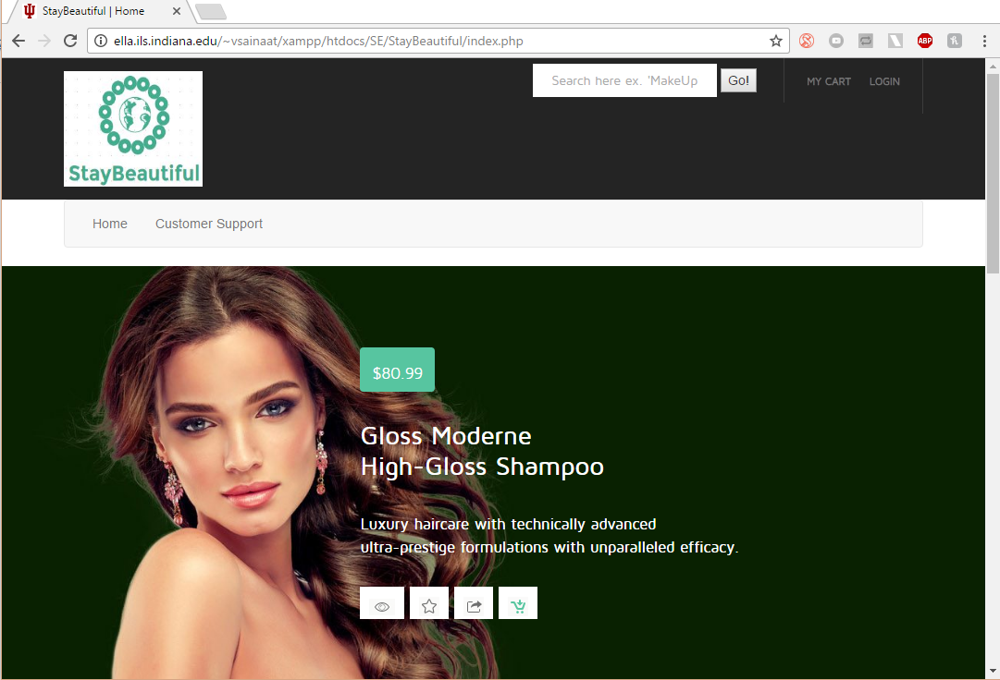 StayBeautiful | Home
ella.ils.indiana.edu/~vsainaat/xampp/htdocs/SE/StayBeautiful/index.php
ABP
StayBeautiful
Search here ex. 'MakeUp
Go!
MY CART
LOGIN
Home
Customer Support
$80.99
Gloss Moderne
High-Gloss Shampoo
Luxury haircare with technically advanced
ultra-prestige formulations with unparalleled efficacy.